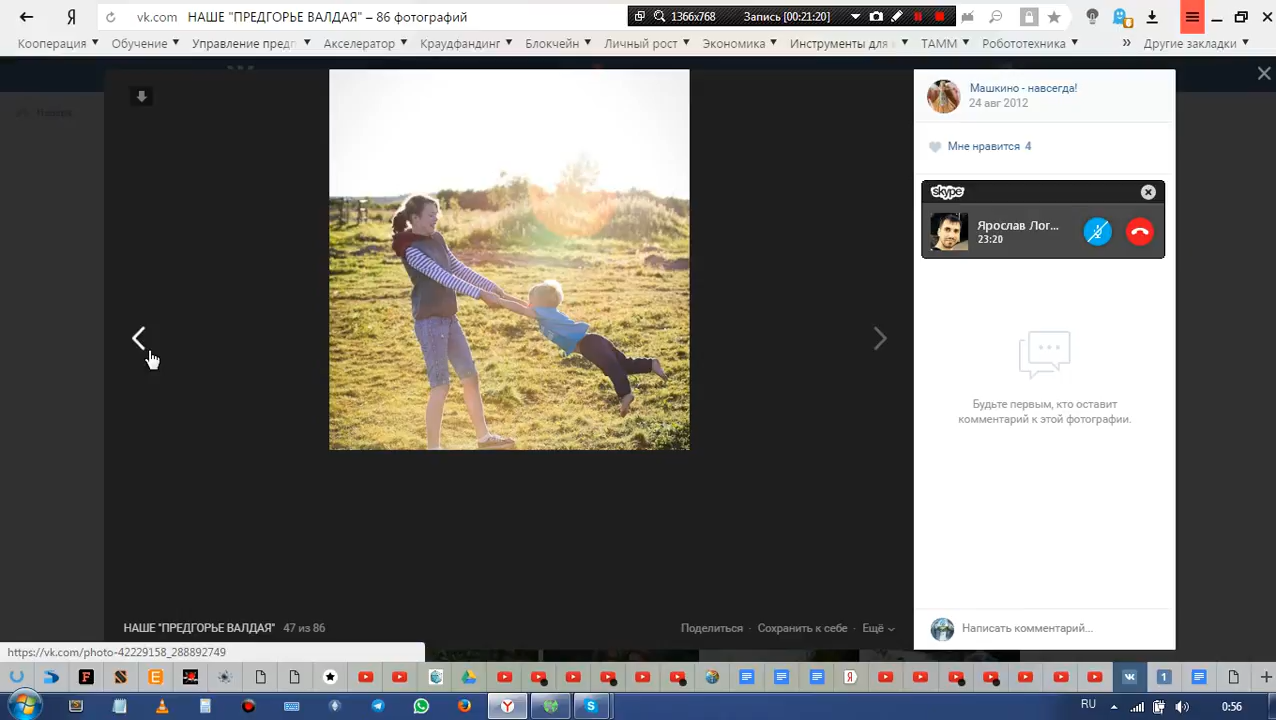 Я
vk.com НАШЕ "ПРЕДГОРЬЕ ВАЛДАЯ" – 86 фотографий
1366x768 Запись [00:21:20]
Кооперация Обучение Управление предп Акселератор Краудфандинг Блокчейн Личный рост Экономика Инструменты для к ТАММ Робототехника » Другие закладки
Наверх
Машкино - навсегда!
24 авг 2012
Мне нравится 4
skype
Ярослав Лог...
23:20
Будьте первым, кто оставит
комментарий к этой фотографии.
НАШЕ "ПРЕДГОРЬЕ ВАЛДАЯ" 47 из 86
Поделиться · Сохранить к себе · Ещё
Написать комментарий...
https://vk.com/photo-42229158_288892749
RU 0:56